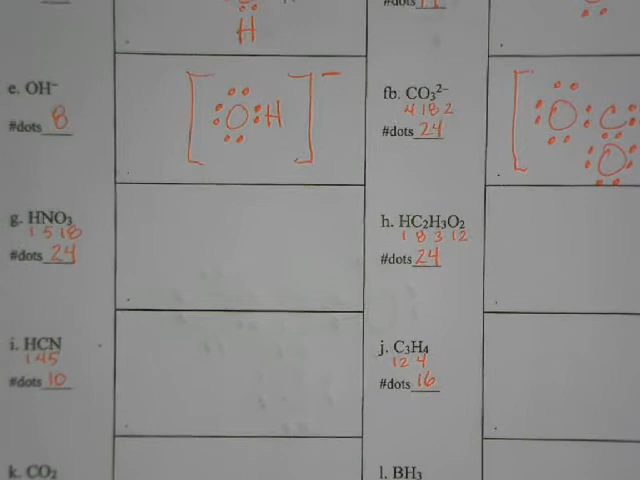 H
#dots 11
e. OH⁻
#dots 8
[ O H ]⁻
fb. CO₃²⁻
4 18 2
#dots 24
[ O C
O
g. HNO₃
1 5 18
#dots 24
h. HC₂H₃O₂
1 8 3 12
#dots 24
i. HCN
1 4 5
#dots 10
j. C₃H₄
12 4
#dots 16
k. CO₂
l. BH₃